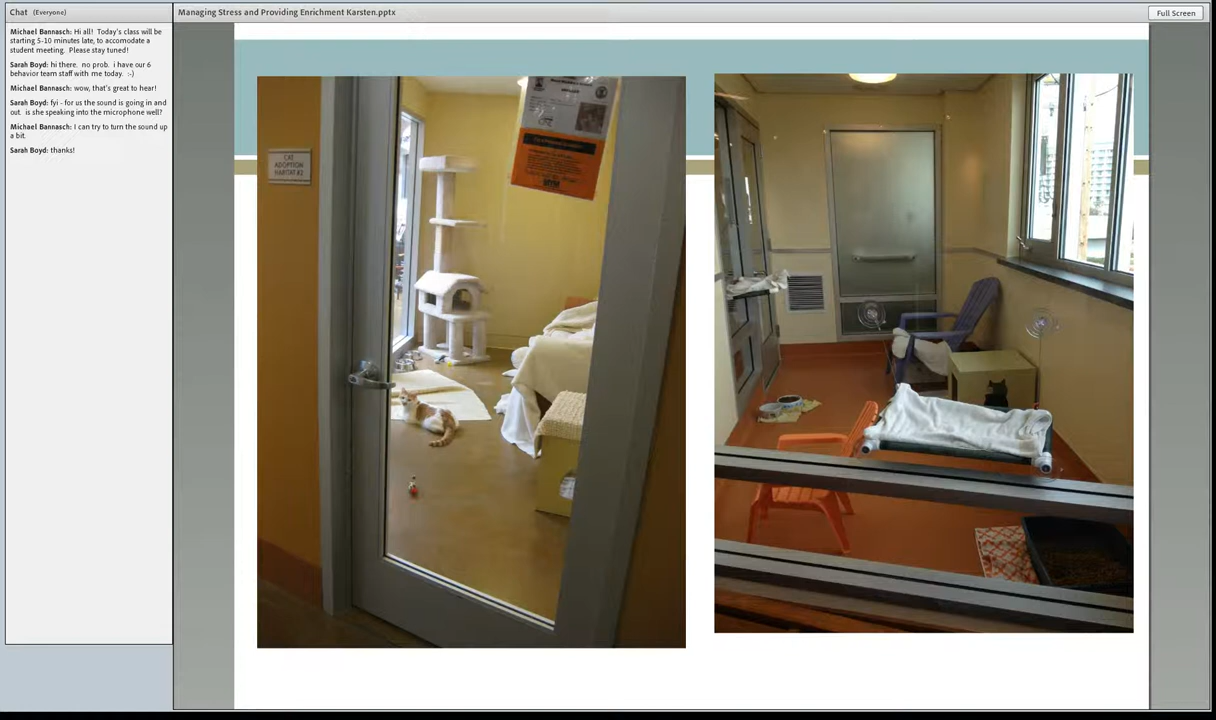 Chat (Everyone)
Michael Bannasch: Hi all! Today's class will be
starting 5-10 minutes late, to accomodate a
student meeting. Please stay tuned!
Sarah Boyd: hi there. no prob. i have our 6
behavior team staff with me today. :-)
Michael Bannasch: wow, that's great to hear!
Sarah Boyd: fyi - for us the sound is going in and
out. is she speaking into the microphone well?
Michael Bannasch: I can try to turn the sound up
a bit.
Sarah Boyd: thanks!
Managing Stress and Providing Enrichment Karsten.pptx
Full Screen
CAT
ADOPTION
HABITAT #2